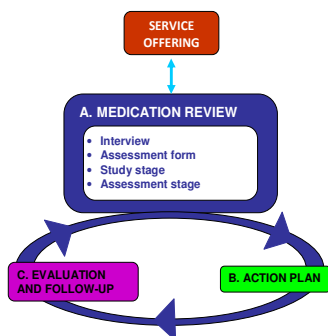 SERVICE
OFFERING
A. MEDICATION REVIEW
• Interview
• Assessment form
• Study stage
• Assessment stage
C. EVALUATION
AND FOLLOW-UP
B. ACTION PLAN